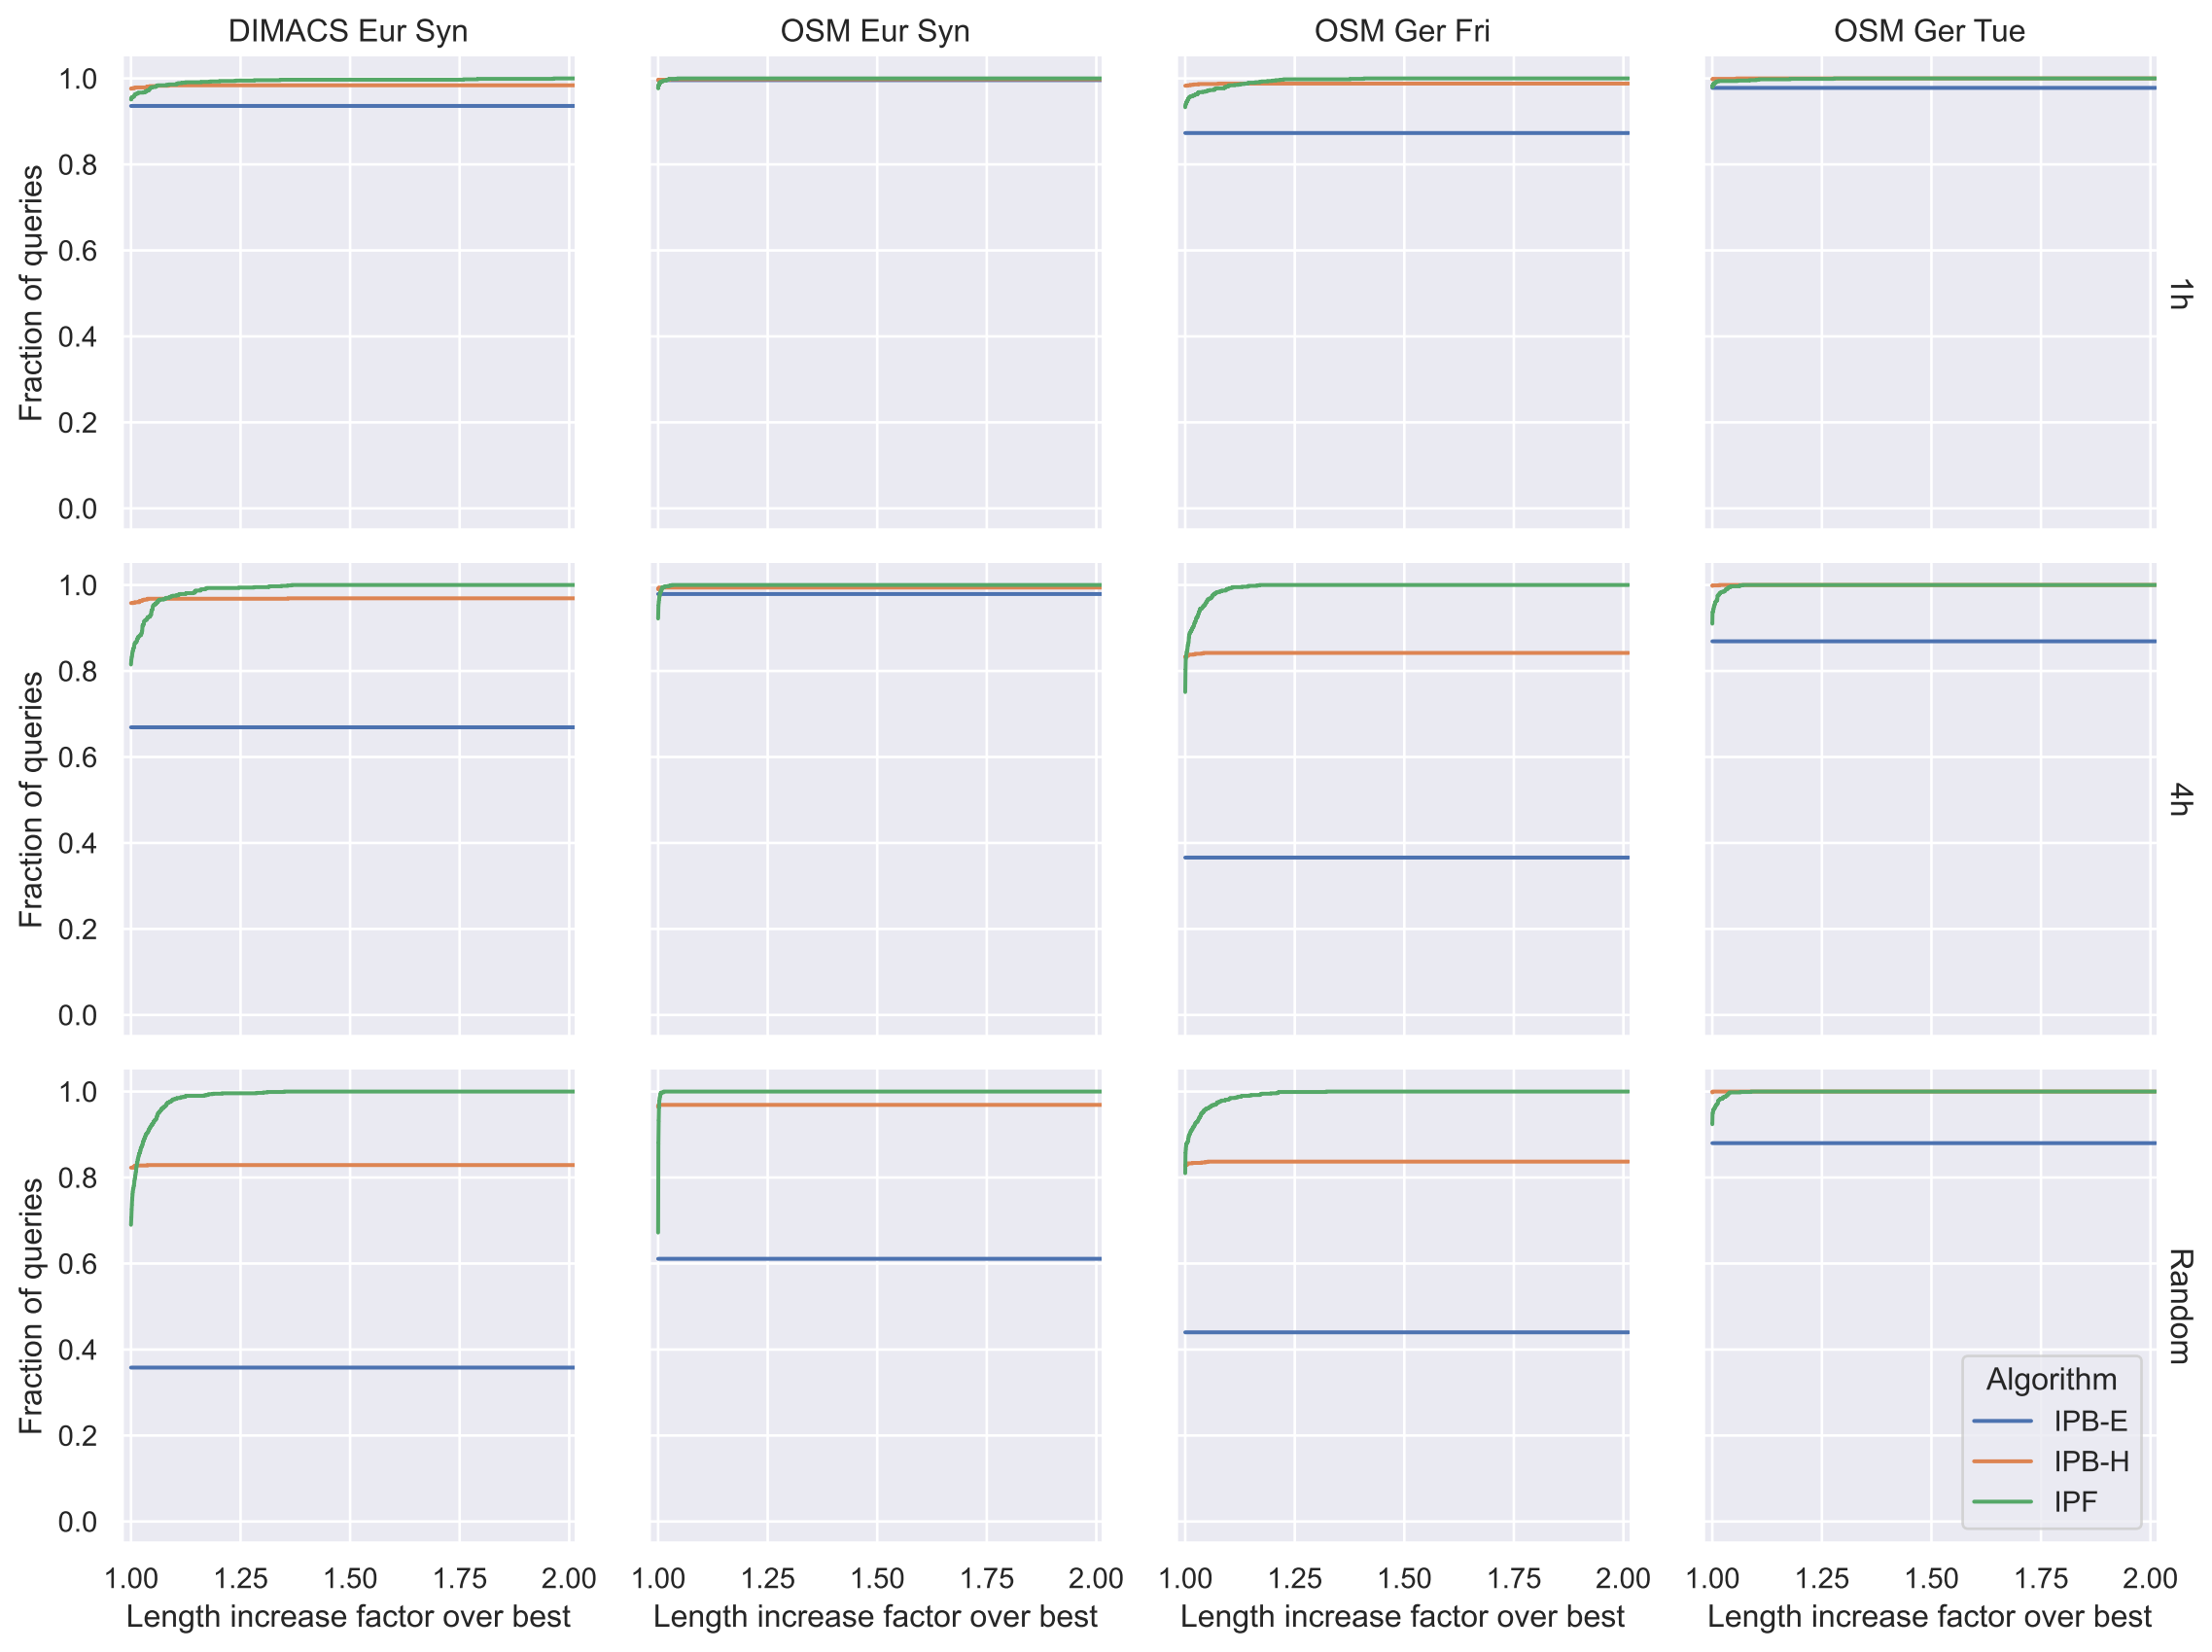 DIMACS Eur Syn
OSM Eur Syn
OSM Ger Fri
OSM Ger Tue
Fraction of queries
1.0
0.8
0.6
0.4
0.2
0.0
1h
Fraction of queries
1.0
0.8
0.6
0.4
0.2
0.0
4h
Fraction of queries
1.0
0.8
0.6
0.4
0.2
0.0
Random
Algorithm
IPB-E
IPB-H
IPF
1.00 1.25 1.50 1.75 2.00
1.00 1.25 1.50 1.75 2.00
1.00 1.25 1.50 1.75 2.00
1.00 1.25 1.50 1.75 2.00
Length increase factor over best
Length increase factor over best
Length increase factor over best
Length increase factor over best